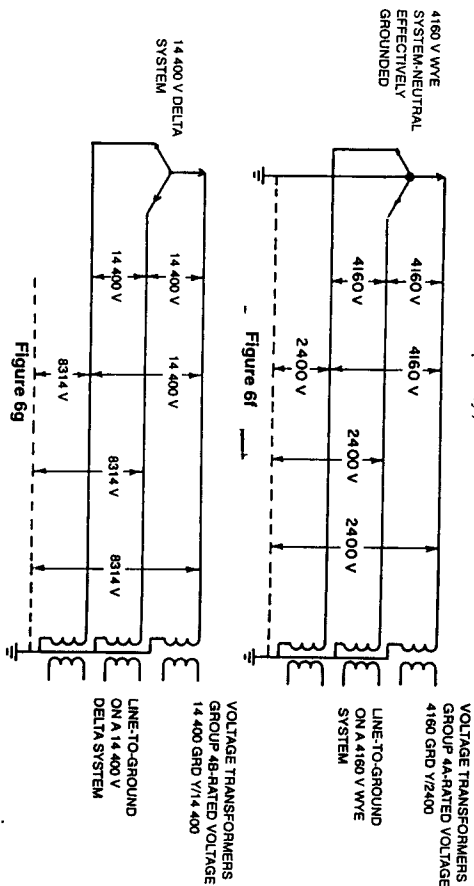 4160 V WYE
SYSTEM-NEUTRAL
EFFECTIVELY
GROUNDED
4160 V
4160 V
4160 V
2400 V
2400 V
2400 V
VOLTAGE TRANSFORMERS
GROUP 4A-RATED VOLTAGE
4160 GRD Y/2400
LINE-TO-GROUND
ON A 4160 V WYE
SYSTEM
Figure 6f
14 400 V DELTA
SYSTEM
14 400 V
14 400 V
14 400 V
8314 V
8314 V
8314 V
VOLTAGE TRANSFORMERS
GROUP 4B-RATED VOLTAGE
14 400 GRD Y/14 400
LINE-TO-GROUND
ON A 14 400 V
DELTA SYSTEM
Figure 6g